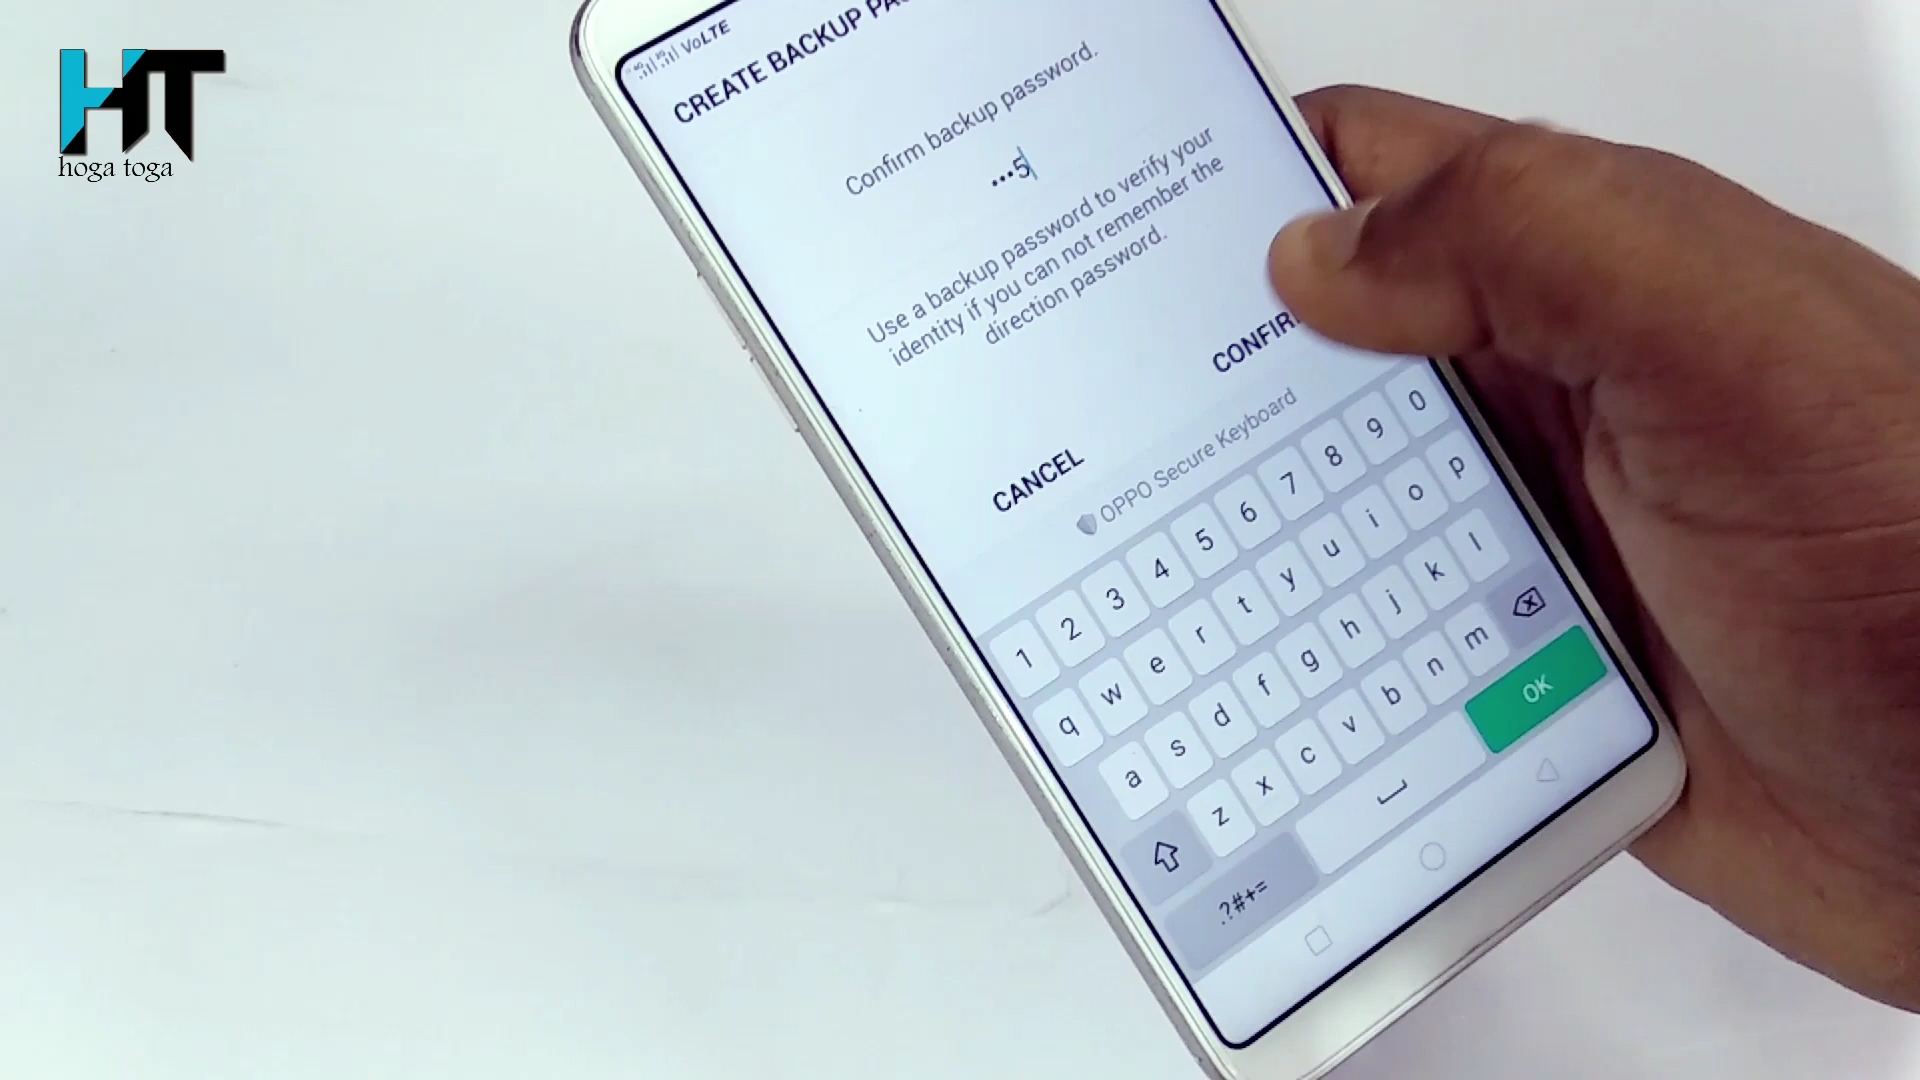 HT
hoga toga
VoLTE
CREATE BACKUP
Confirm backup password.
•••5
Use a backup password to verify your
identity if you can not remember the
direction password.
CANCEL
OPPO Secure Keyboard
1 2 3 4 5 6 7 8 9 0
q w e r t y u i o p
a s d f g h j k l
z x c v b n m
.?#+=
OK